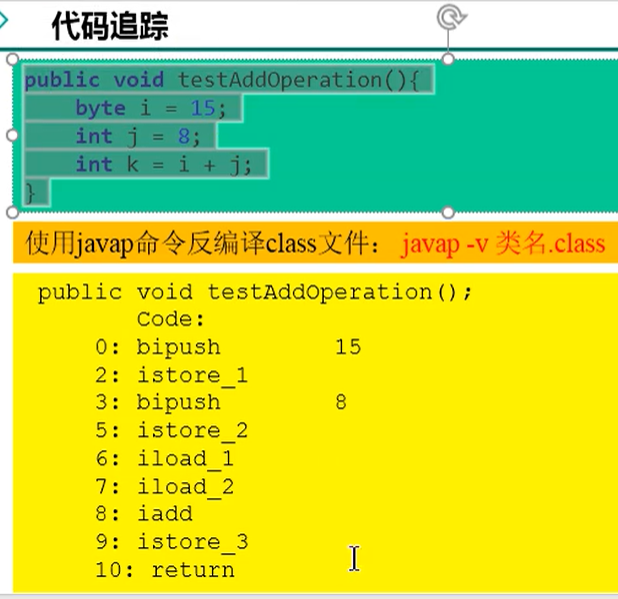 代码追踪
public void testAddOperation(){
    byte i = 15;
    int j = 8;
    int k = i + j;
}
使用javap命令反编译class文件： javap -v 类名.class
public void testAddOperation();
       Code:
    0: bipush        15
    2: istore_1
    3: bipush        8
    5: istore_2
    6: iload_1
    7: iload_2
    8: iadd
    9: istore_3
    10: return